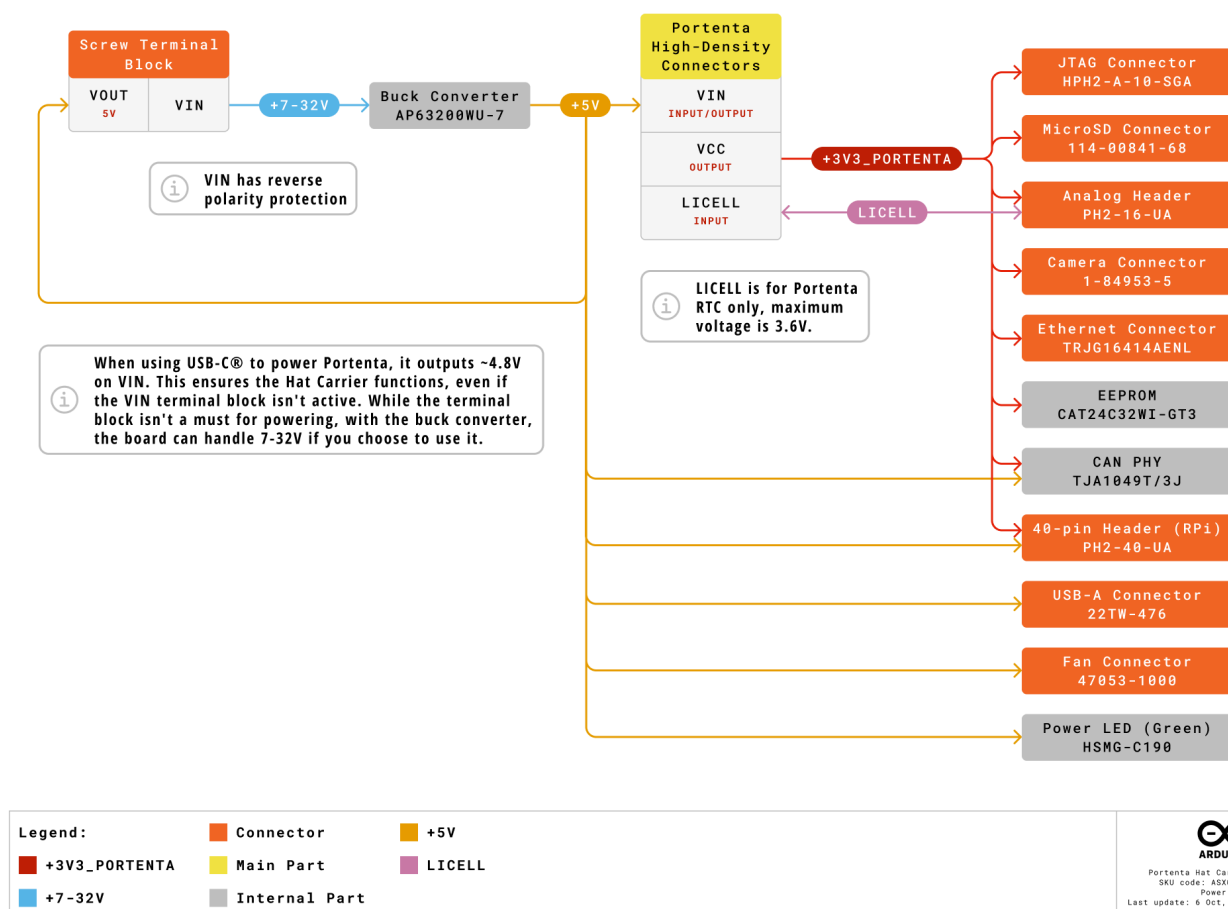 Screw Terminal
Block
VOUT
5V
VIN
+7-32V
Buck Converter
AP63200WU-7
+5V
Portenta
High-Density
Connectors
VIN
INPUT/OUTPUT
VCC
OUTPUT
LICELL
INPUT
+3V3_PORTENTA
LICELL
VIN has reverse
polarity protection
LICELL is for Portenta
RTC only, maximum
voltage is 3.6V.
When using USB-C® to power Portenta, it outputs ~4.8V
on VIN. This ensures the Hat Carrier functions, even if
the VIN terminal block isn't active. While the terminal
block isn't a must for powering, with the buck converter,
the board can handle 7-32V if you choose to use it.
JTAG Connector
HPH2-A-10-SGA
MicroSD Connector
114-00841-68
Analog Header
PH2-16-UA
Camera Connector
1-84953-5
Ethernet Connector
TRJG16414AENL
EEPROM
CAT24C32WI-GT3
CAN PHY
TJA1049T/3J
40-pin Header (RPi)
PH2-40-UA
USB-A Connector
22TW-476
Fan Connector
47053-1000
Power LED (Green)
HSMG-C190
Legend:
+3V3_PORTENTA
+7-32V
Connector
Main Part
Internal Part
+5V
LICELL
Portenta Hat
SKU code:
Power
Last update: 6 Oct,